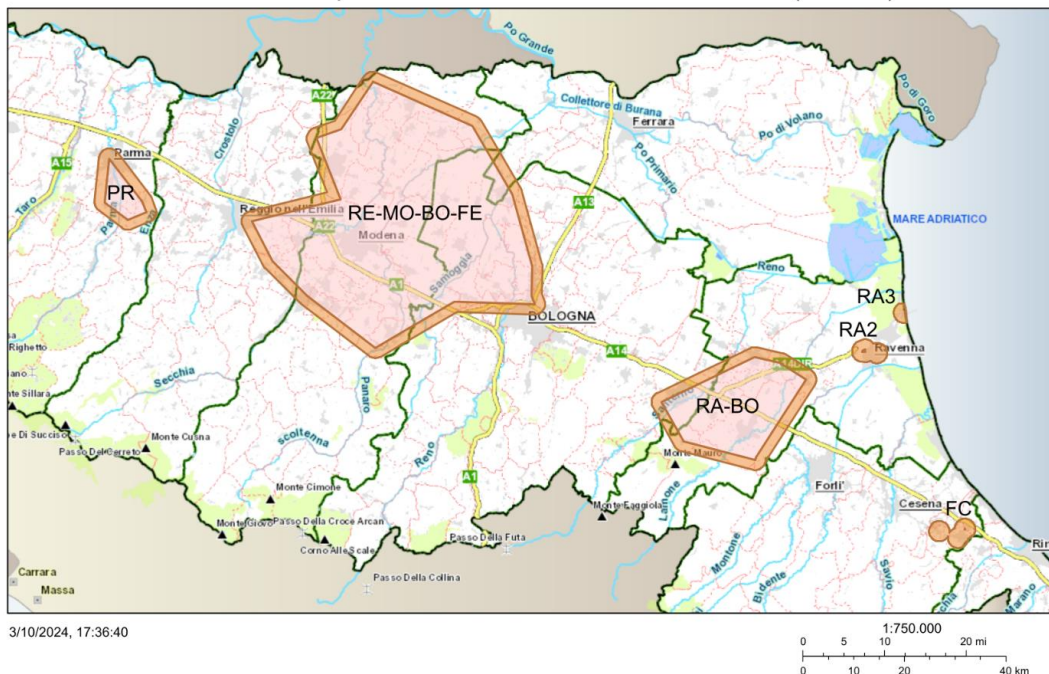 Po Grande
Po di Goro
A22
Collettore di Burana
Ferrara
Po di Volano
Crostolo
Po Primario
Parma
A15
PR
Taro
Parma
Enza
A13
RE-MO-BO-FE
Reggio nell'Emilia
A22
Modena
MARE ADRIATICO
Samoggia
A1
Reno
RA3
BOLOGNA
RA2
Ravenna
A14
Righetto
Secchia
Panaro
RA-BO
Santerno
Monte Cusna
Passo Del Cerreto
scoltenna
Reno
A1
Monte Mauro
Forli'
Lamone
Cesena
FC
Monte Cimone
Monte Giovo
Passo Della Croce Arcan
Corno Alle Scale
Passo Della Futa
Monte Faggiola
Montone
Bidente
Savio
Rin
Marano
Carrara
Massa
Passo Della Collina
3/10/2024, 17:36:40
1:750.000
0 5 10 20 mi
0 10 20 40 km